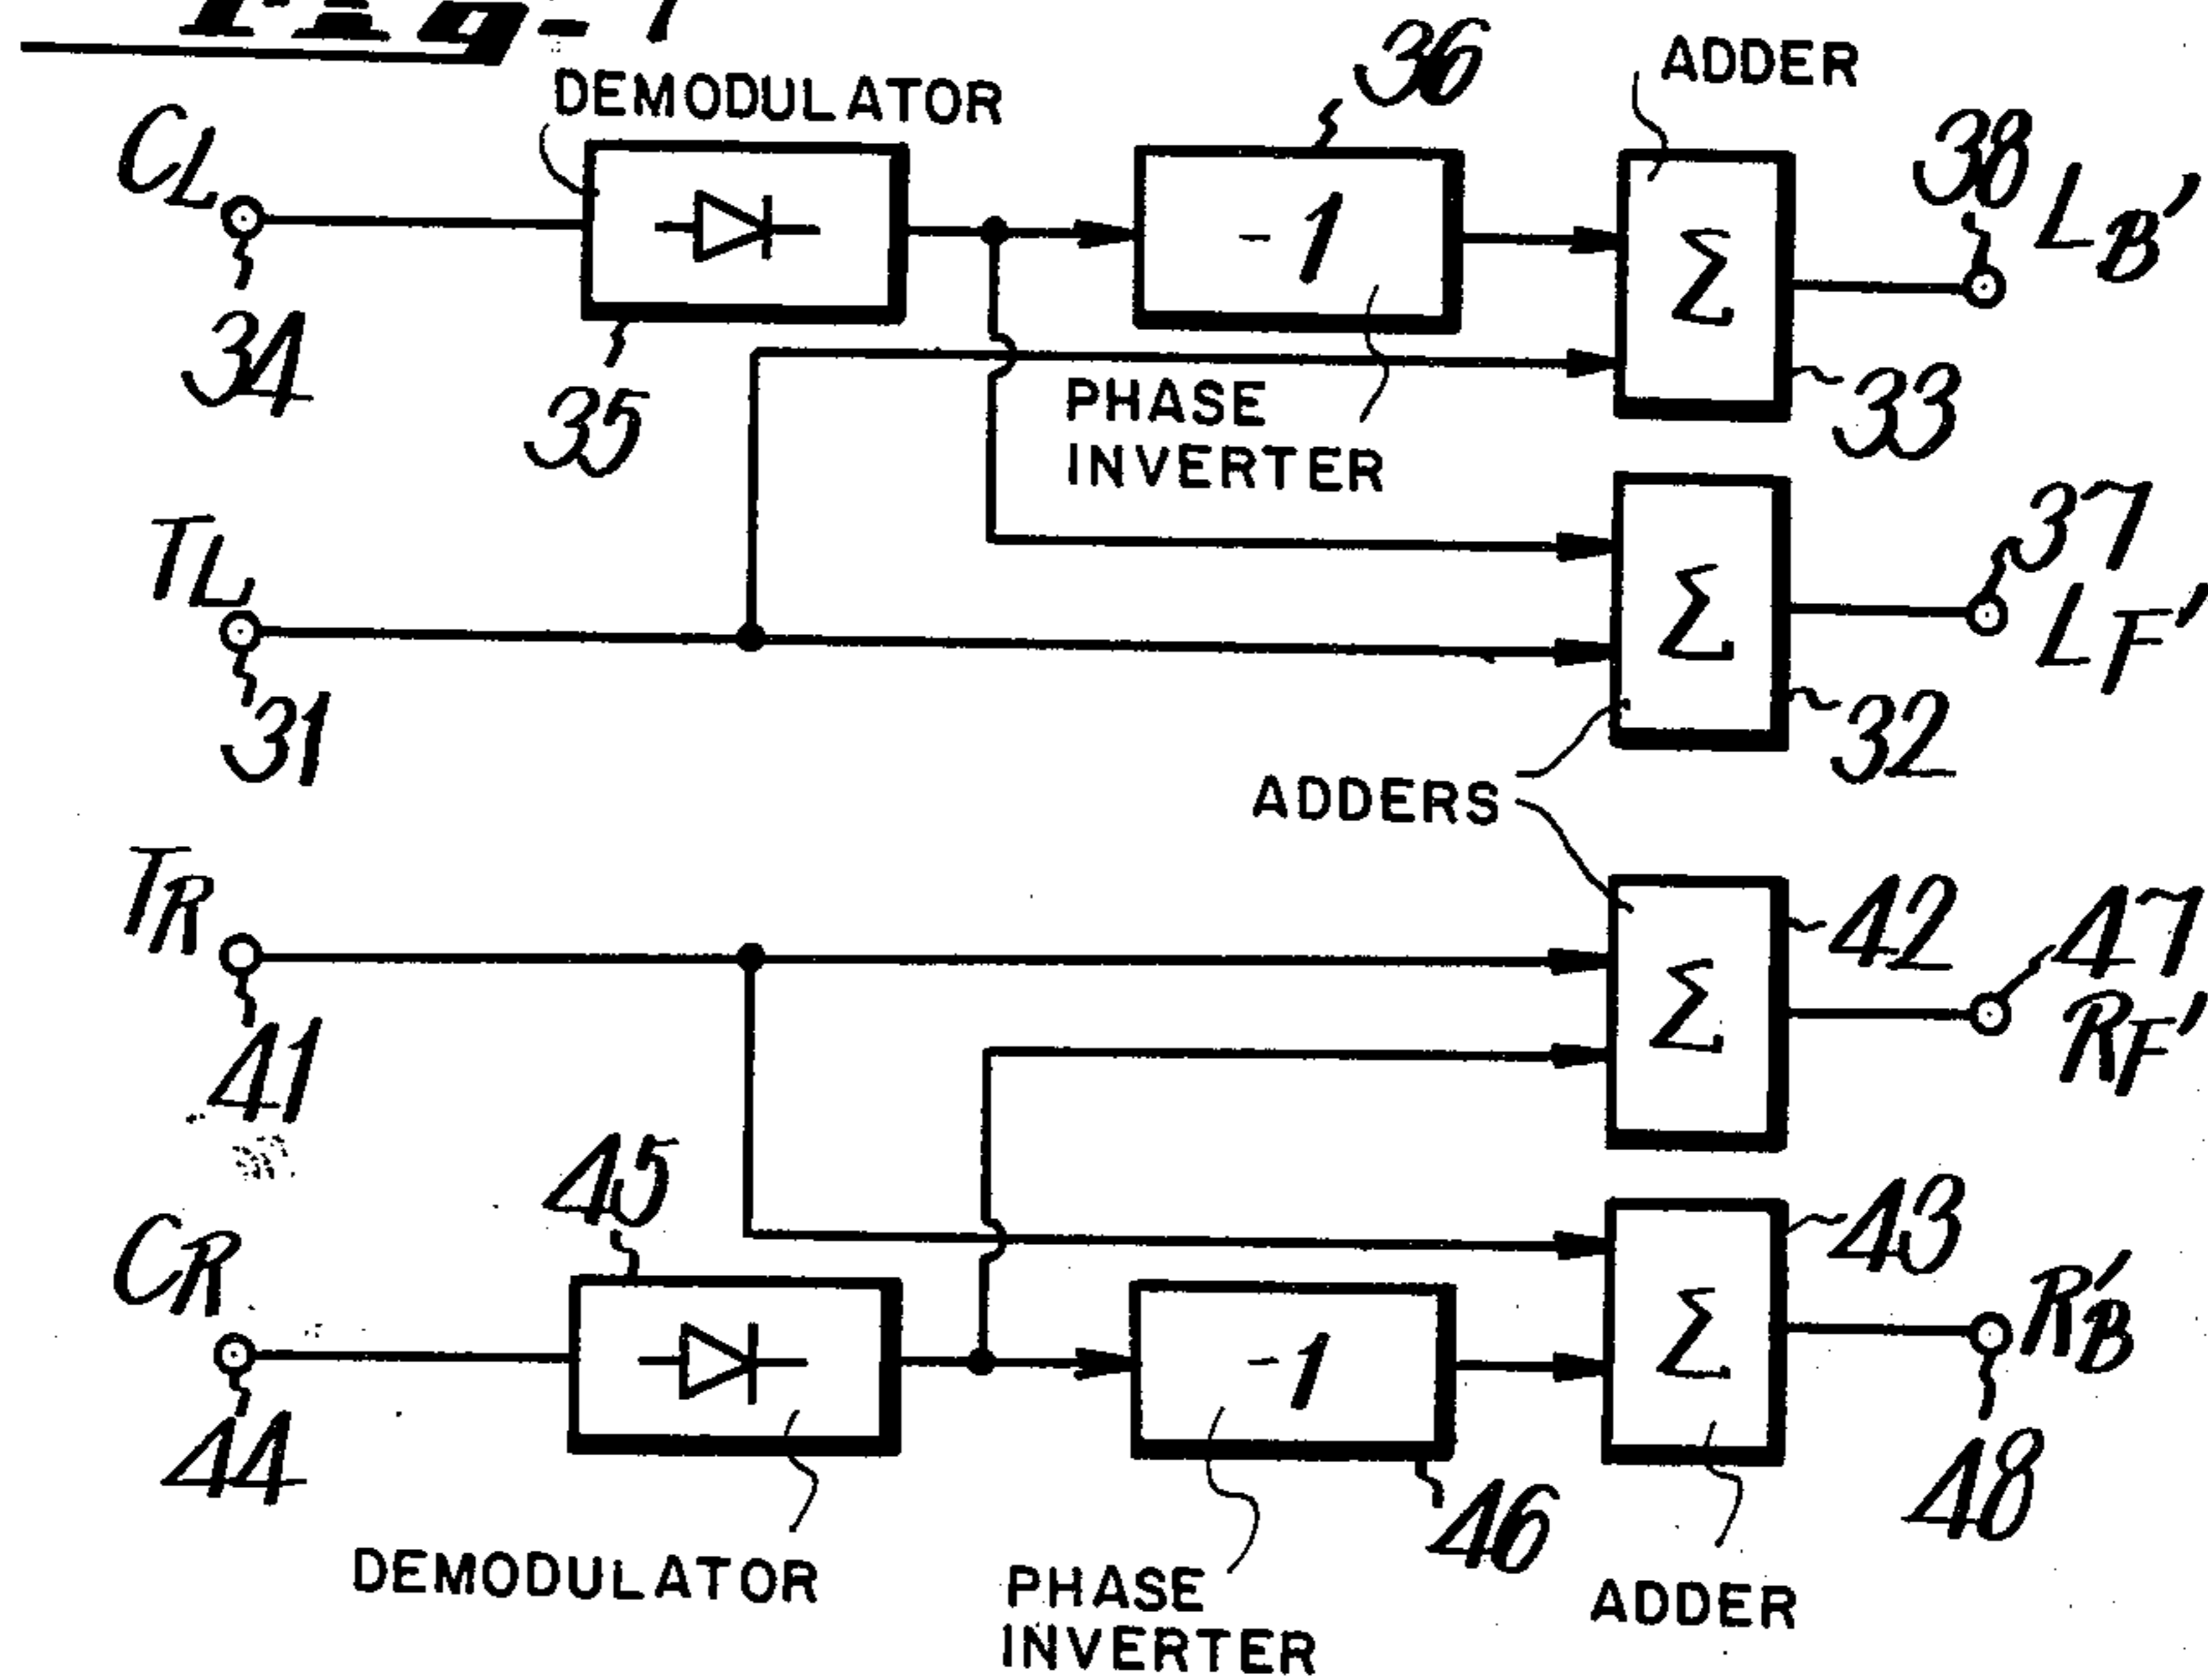 DEMODULATOR
36
ADDER
CL
38
LB'
-1
Σ
34
35
PHASE
INVERTER
33
TL
37
Σ
LF'
31
32
ADDERS
TR
42
47
Σ
RF'
41
45
43
CR
RB'
-1
Σ
44
48
46
DEMODULATOR
PHASE
INVERTER
ADDER